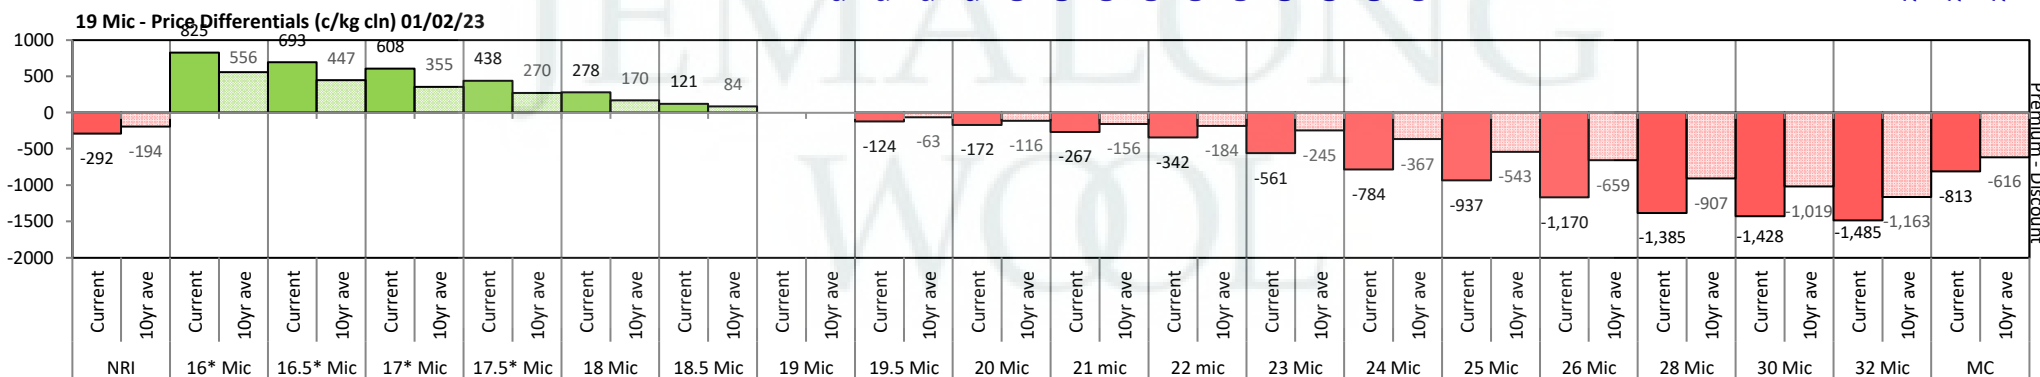 JEMALONG
WOOL
19 Mic - Price Differentials (c/kg cln) 01/02/23
1000
500
0
-500
-1000
-1500
-2000
825 556 693 447 608 355 438 270 278 170 121 84
-292 -194 -124 -63 -172 -116 -267 -156 -342 -184 -561 -245 -784 -367 -937 -543 -1,170 -659 -1,385 -907 -1,428 -1,019 -1,485 -1,163 -813 -616
Premium - Discount
Current 10yr ave Current 10yr ave Current 10yr ave Current 10yr ave Current 10yr ave Current 10yr ave Current 10yr ave Current 10yr ave Current 10yr ave Current 10yr ave Current 10yr ave Current 10yr ave Current 10yr ave Current 10yr ave Current 10yr ave Current 10yr ave Current 10yr ave Current 10yr ave Current 10yr ave Current 10yr ave
NRI 16* Mic 16.5* Mic 17* Mic 17.5* Mic 18 Mic 18.5 Mic 19 Mic 19.5 Mic 20 Mic 21 mic 22 mic 23 Mic 24 Mic 25 Mic 26 Mic 28 Mic 30 Mic 32 Mic MC